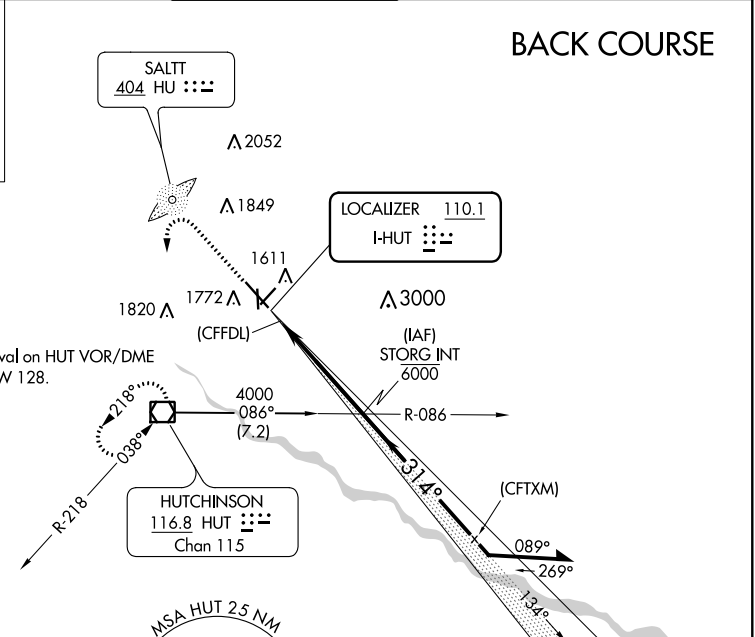 BACK COURSE
SALTT
404 HU
2052
1849
LOCALIZER 110.1
I-HUT
1611
1772
1820
3000
(CFFDL)
(IAF)
STORG INT
6000
val on HUT VOR/DME
W 128.
218°
038°
4000
086°
(7.2)
R-086
R-218
314°
(CFTXM)
HUTCHINSON
116.8 HUT
Chan 115
089°
269°
134°
MSA HUT 25 NM